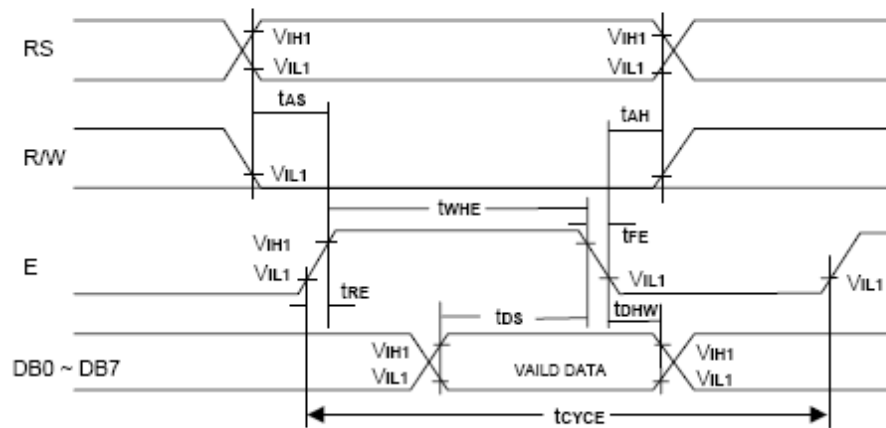 RS
VIH1
VIH1
VIL1
VIL1
tAS
tAH
R/W
VIL1
tWHE
tFE
VIH1
E
VIL1
VIL1
VIL1
tRE
tDS
tDHW
DB0 ~ DB7
VIH1
VIH1
VIL1
VAILD DATA
VIL1
tCYCE